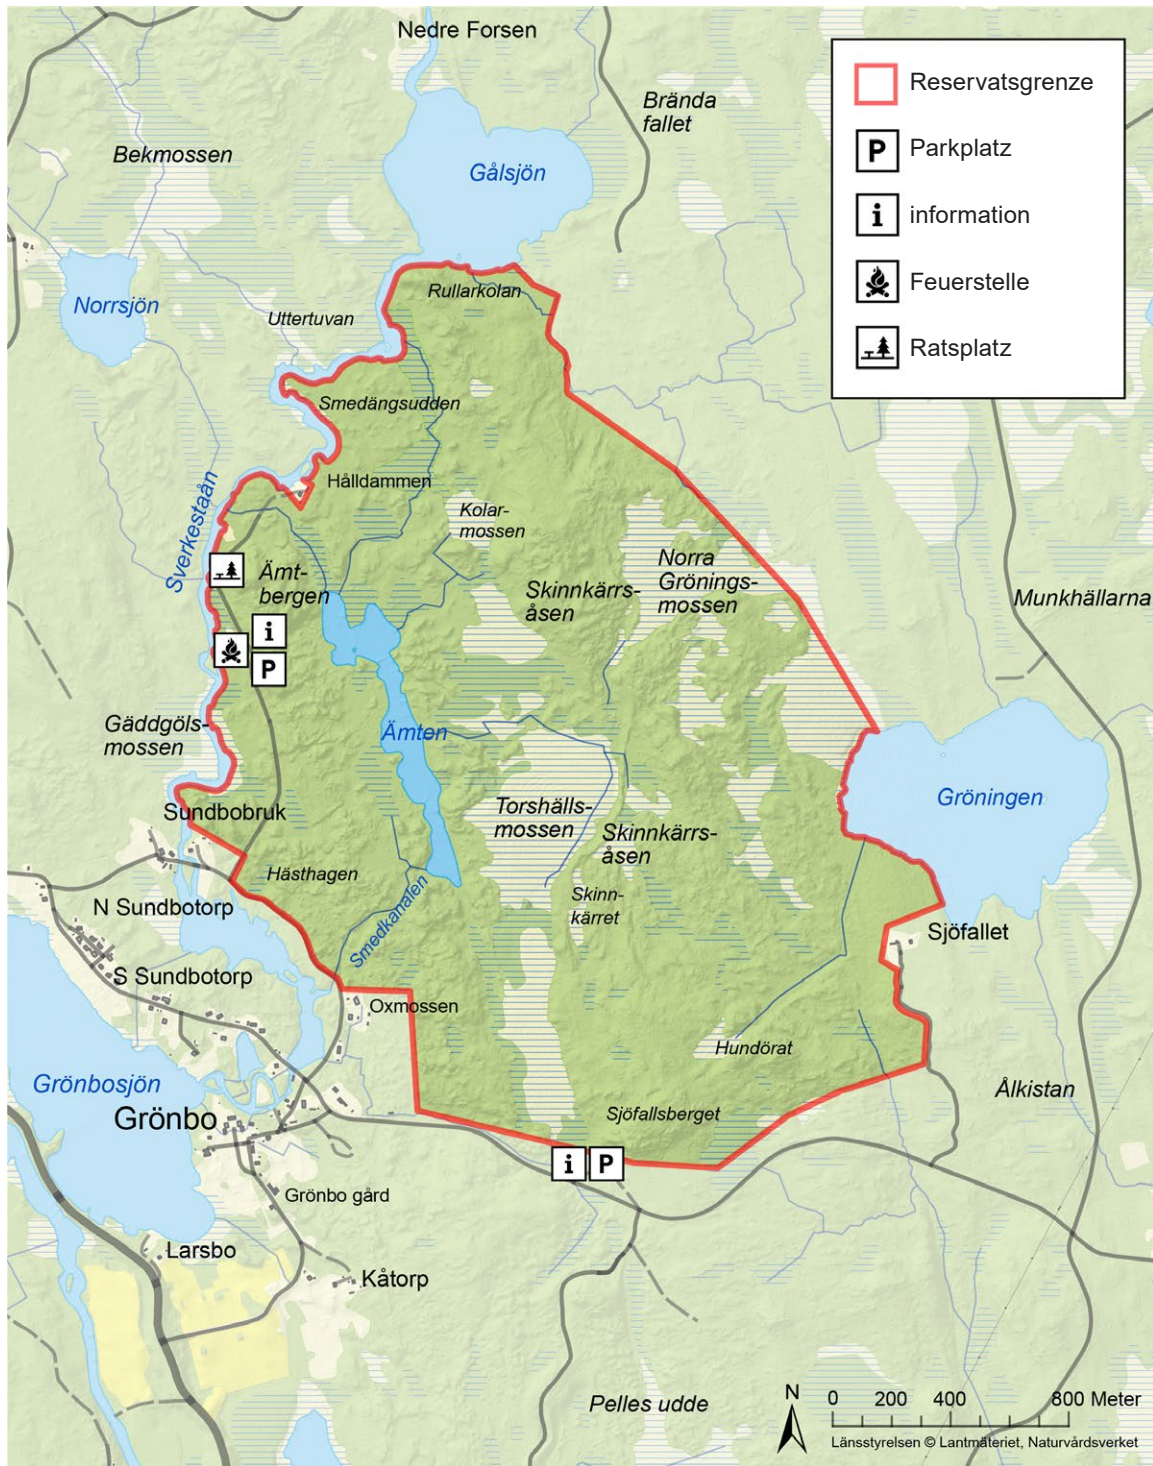 Nedre Forsen
Reservatsgrenze
Brända
fallet
P
Parkplatz
Bekmossen
Gålsjön
i
information
Feuerstelle
Rullarkolan
Norrsjön
Uttertuvan
Ratsplatz
Smedängsudden
Hålldammen
Sverkestaån
Kolar-
mossen
Norra
Grönings-
mossen
Ämt-
bergen
Skinnkärrs-
åsen
Munkhällarna
i
P
Gäddgöls-
mossen
Ämten
Gröningen
Sundbobruk
Torshälls-
mossen
Skinnkärrs-
åsen
Hästhagen
Skinn-
kärret
N Sundbotorp
Smedkanalen
Sjöfallet
S Sundbotorp
Oxmossen
Hundörat
Grönbosjön
Ålkistan
Grönbo
Sjöfallsberget
i P
Grönbo gård
Larsbo
Kåtorp
Pelles udde
N
0 200 400 800 Meter
Länsstyrelsen © Lantmäteriet, Naturvårdsverket